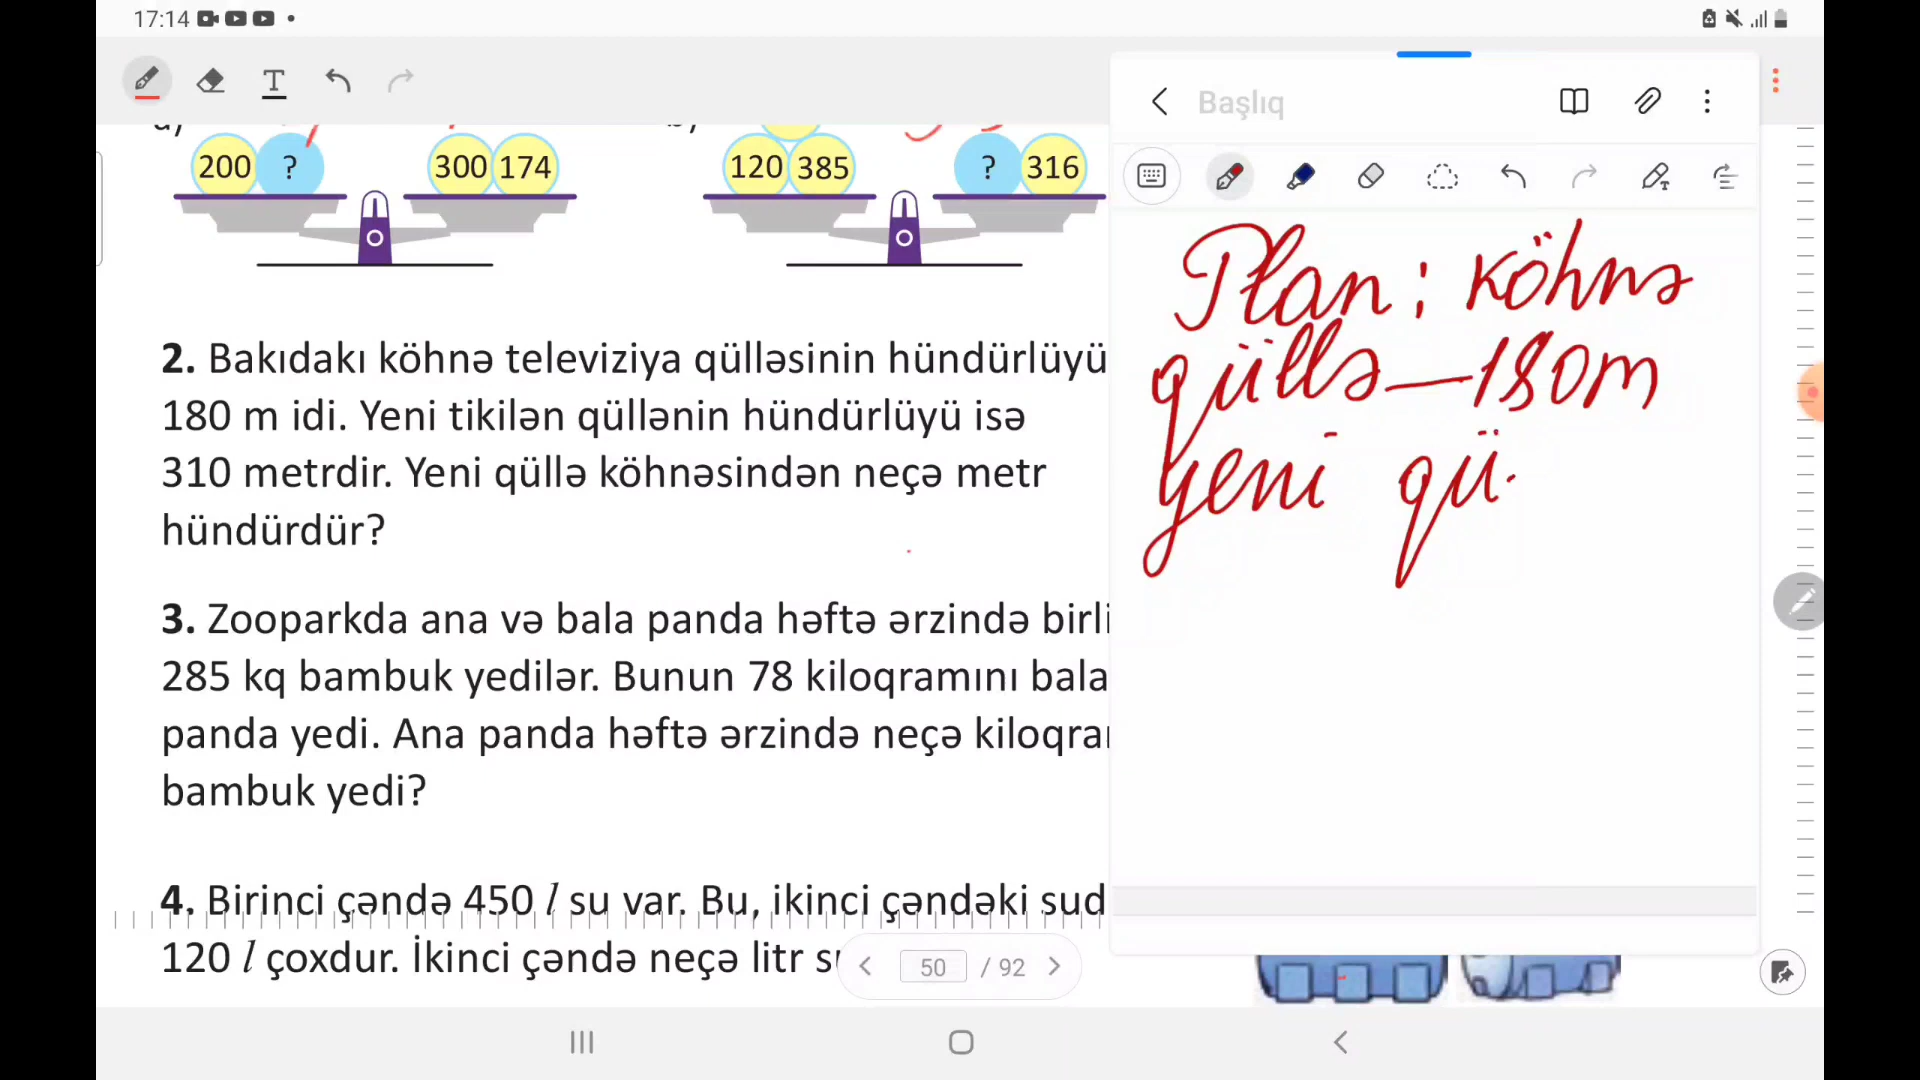 17:14
Başlıq
200 ? 300 174
120 385 ? 316
2. Bakıdakı köhnə televiziya qülləsinin hündürlüyü
180 m idi. Yeni tikilən qüllənin hündürlüyü isə
310 metrdir. Yeni qüllə köhnəsindən neçə metr
hündürdür?
3. Zooparkda ana və bala panda həftə ərzində birli
285 kq bambuk yedilər. Bunun 78 kiloqramını bala
panda yedi. Ana panda həftə ərzində neçə kiloqra
bambuk yedi?
4. Birinci çəndə 450 l su var. Bu, ikinci çəndəki sud
120 l çoxdur. İkinci çəndə neçə litr s
50 / 92
Plan: köhnə
qüllə—180m
yeni qü